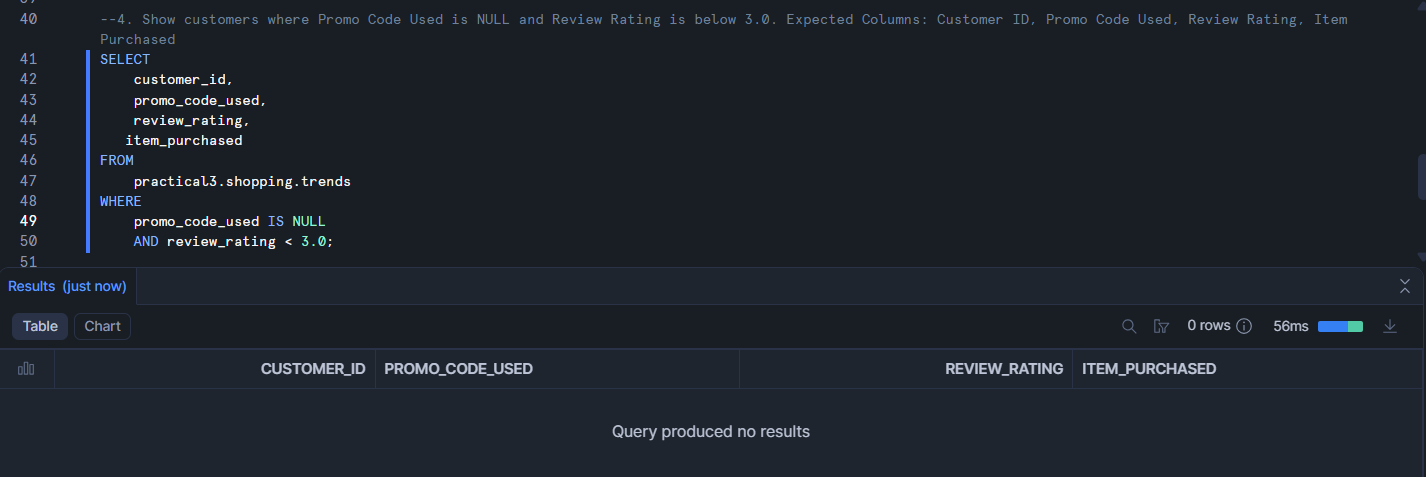 40 --4. Show customers where Promo Code Used is NULL and Review Rating is below 3.0. Expected Columns: Customer ID, Promo Code Used, Review Rating, Item
Purchased
41 SELECT
42 customer_id,
43 promo_code_used,
44 review_rating,
45 item_purchased
46 FROM
47 practical3.shopping.trends
48 WHERE
49 promo_code_used IS NULL
50 AND review_rating < 3.0;
51
Results (just now)
Table Chart 0 rows 56ms
CUSTOMER_ID PROMO_CODE_USED REVIEW_RATING ITEM_PURCHASED
Query produced no results